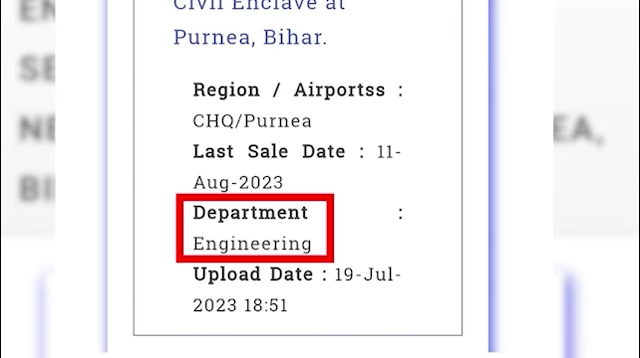 Civil Enclave at
Purnea, Bihar.
Region / Airportss :
CHQ/Purnea
Last Sale Date : 11-
Aug-2023
Department :
Engineering
Upload Date : 19-Jul-
2023 18:51